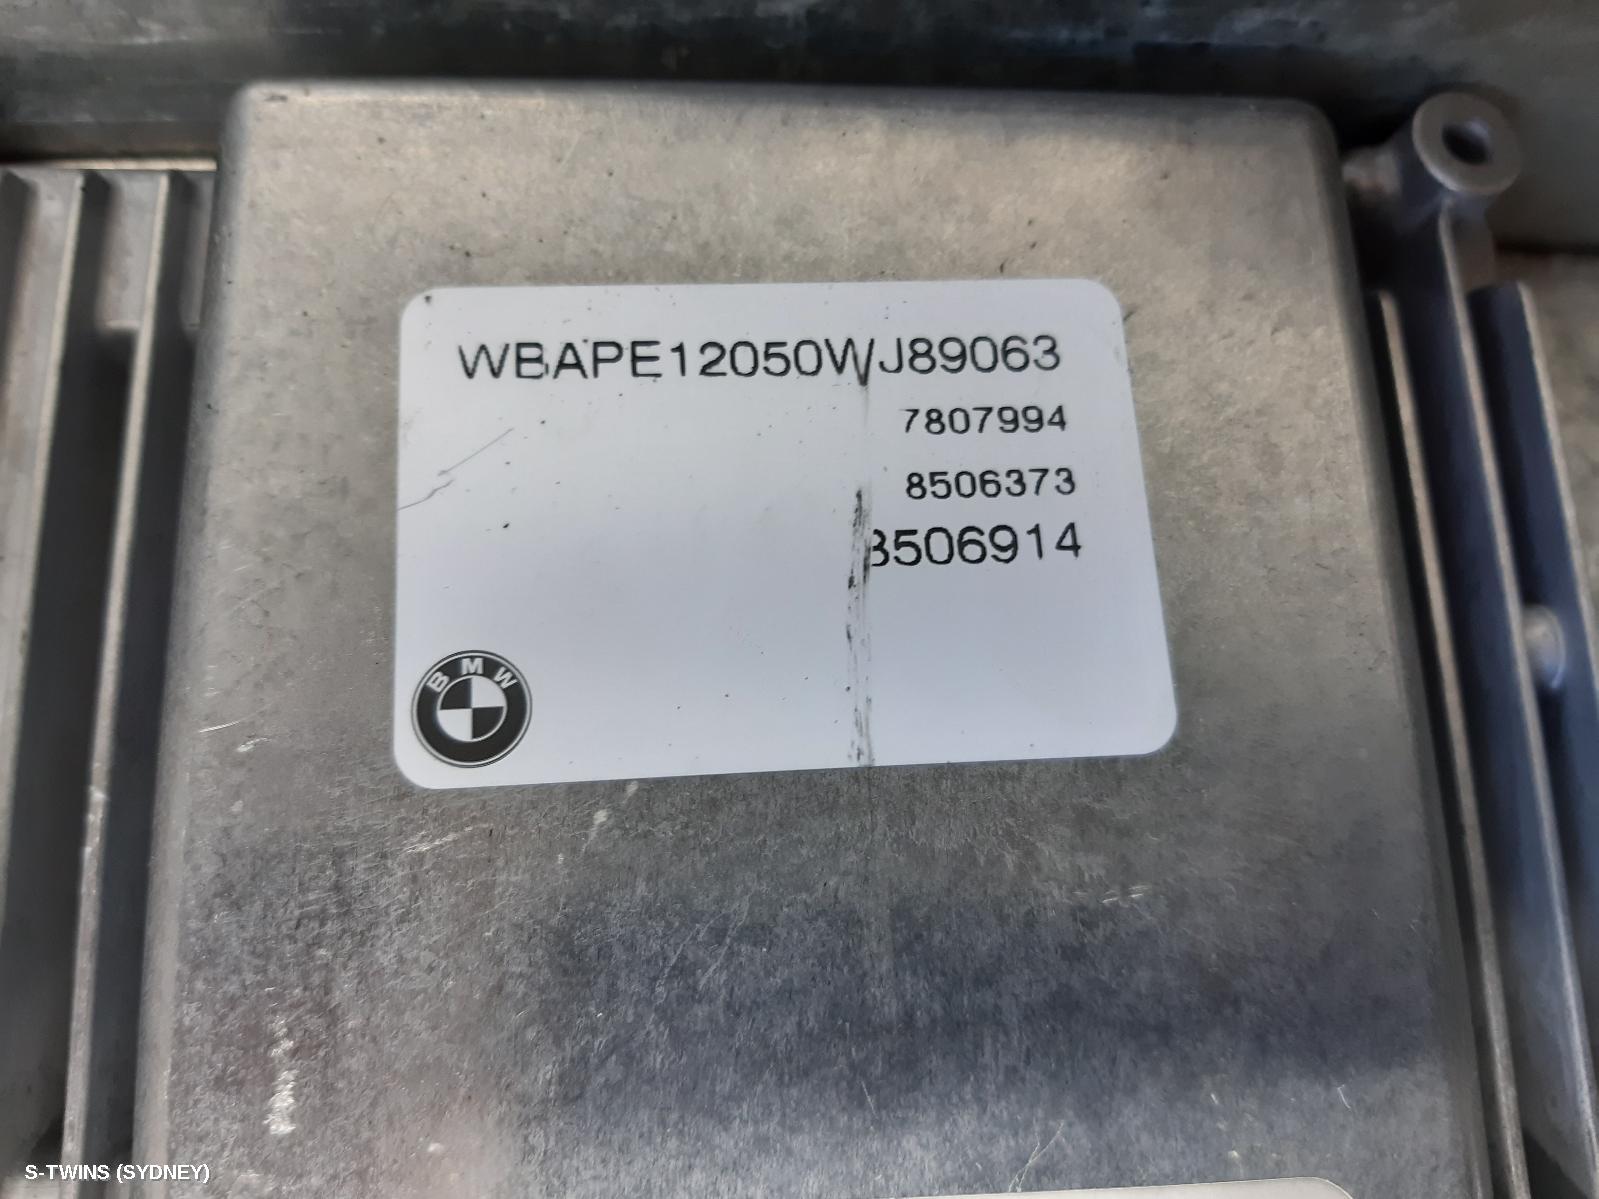 WBAPE12050WJ89063
7807994
8506373
8506914
BMW
S-TWINS (SYDNEY)